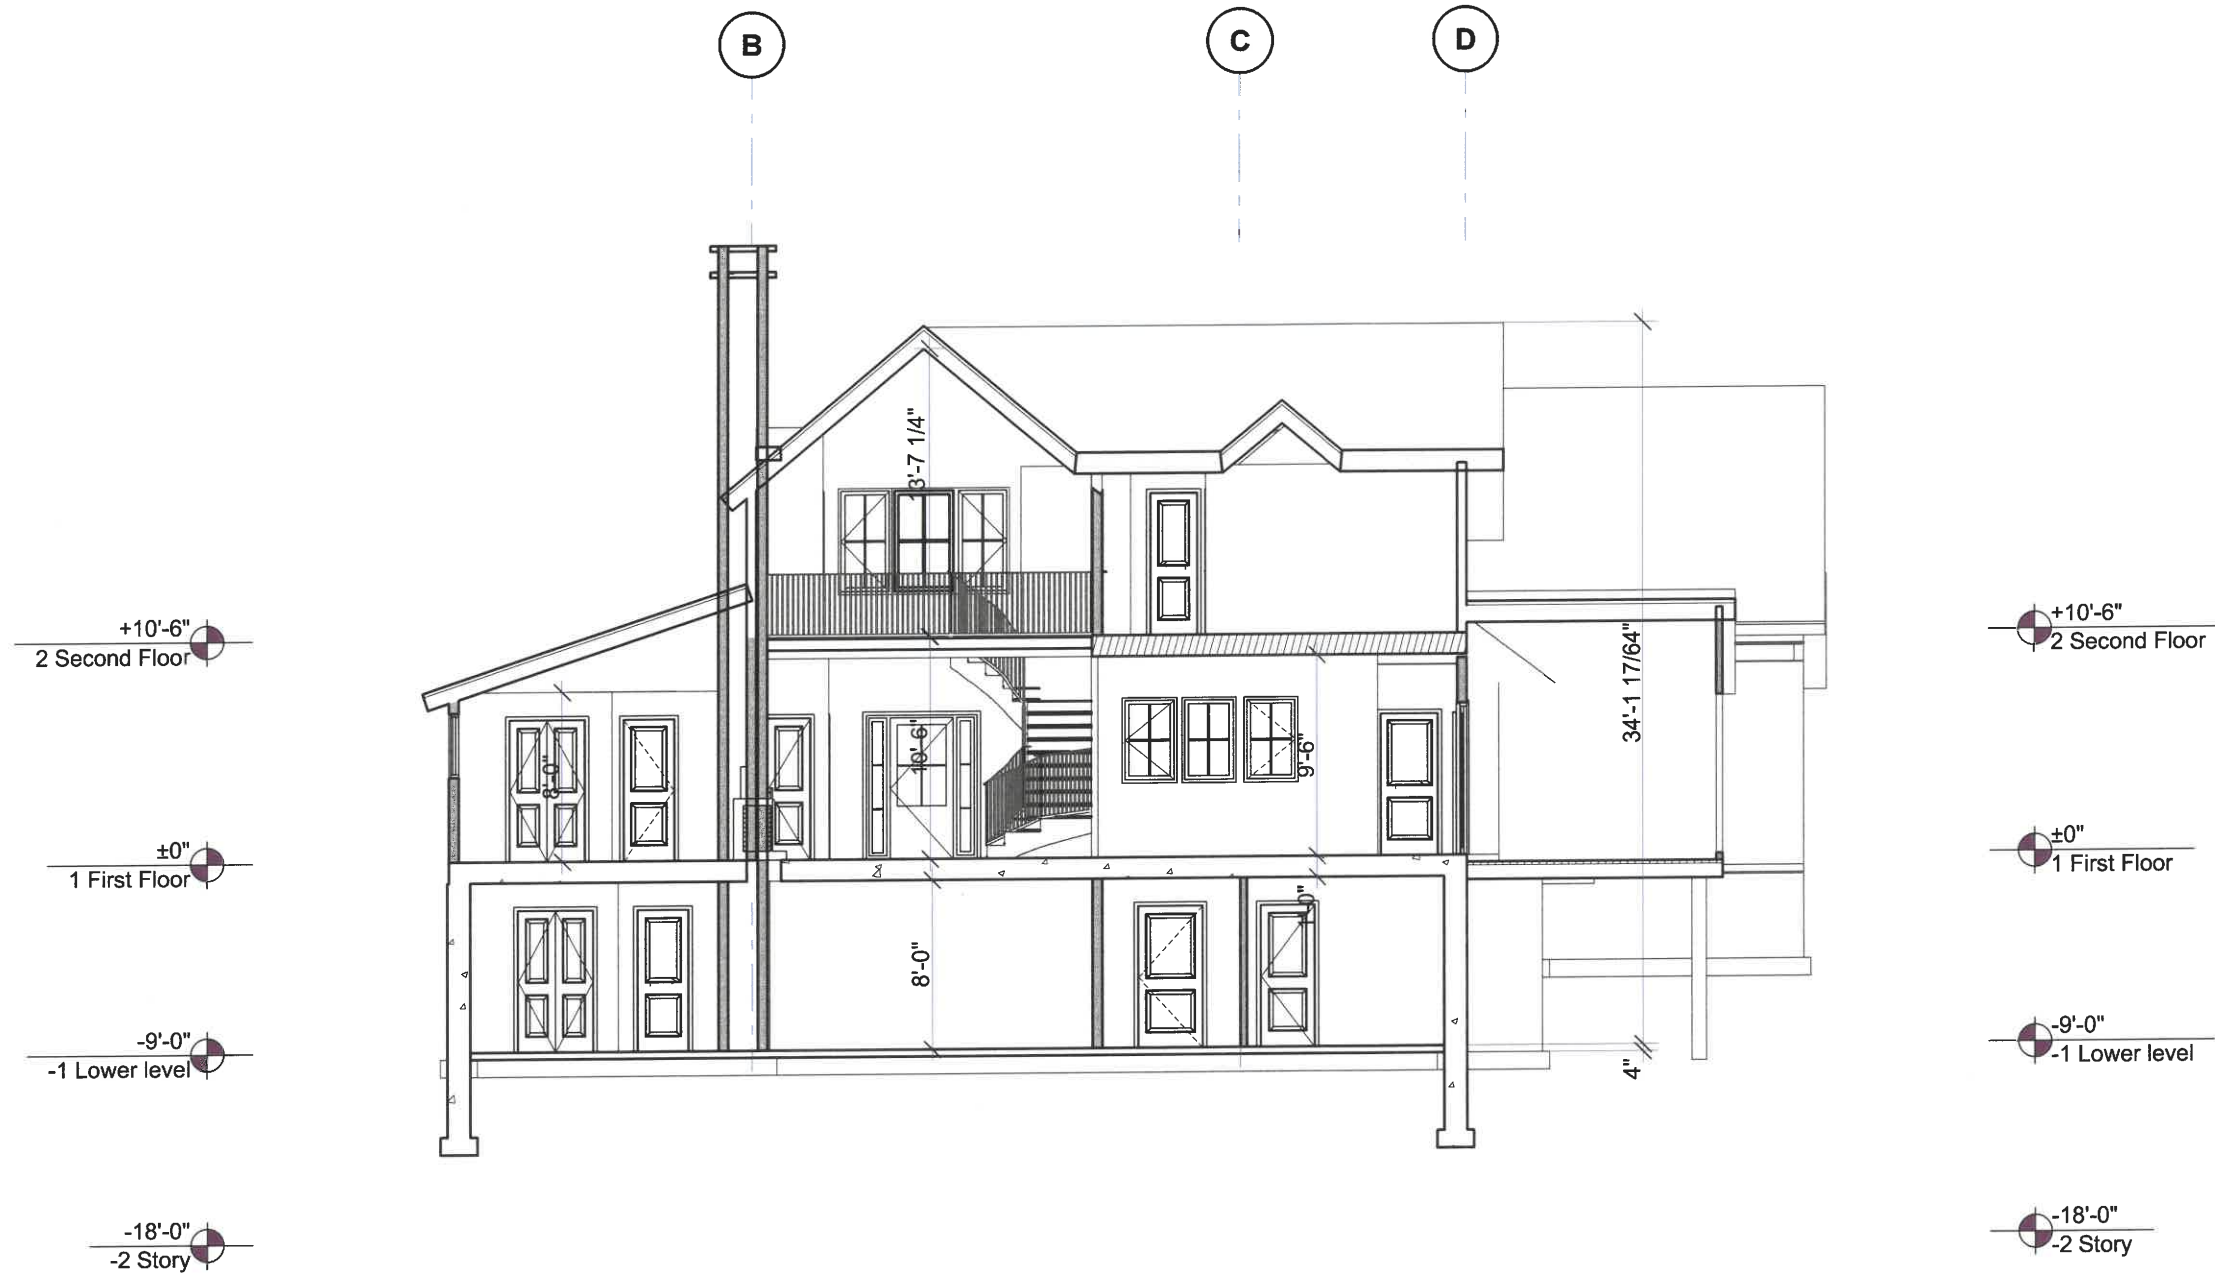 B
C
D
13'-7 1/4"
+10'-6"
2 Second Floor
+10'-6"
2 Second Floor
34'-1 17/64"
8'-0"
10'-6"
9'-6"
±0"
1 First Floor
±0"
1 First Floor
1'-0"
8'-0"
-9'-0"
-1 Lower level
-9'-0"
-1 Lower level
4"
-18'-0"
-2 Story
-18'-0"
-2 Story